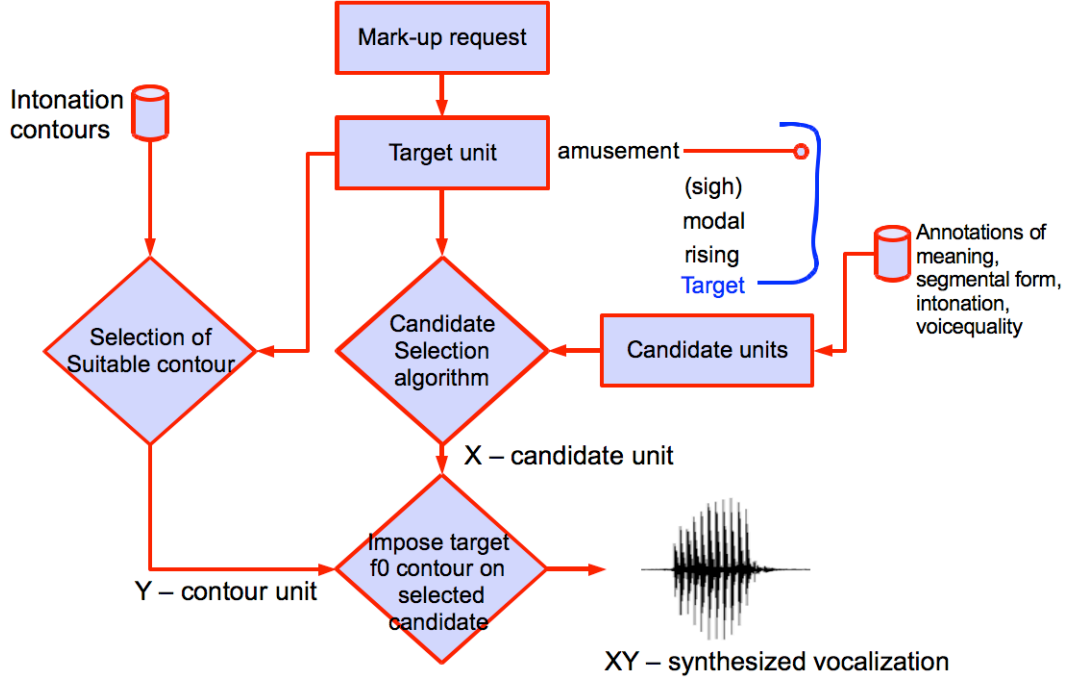 Mark-up request
Intonation
contours
Target unit
amusement
(sigh)
modal
rising
Target
Annotations of
meaning,
segmental form,
intonation,
voicequality
Selection of
Suitable contour
Candidate
Selection
algorithm
Candidate units
X – candidate unit
Impose target
f0 contour on
selected
candidate
Y – contour unit
XY – synthesized vocalization